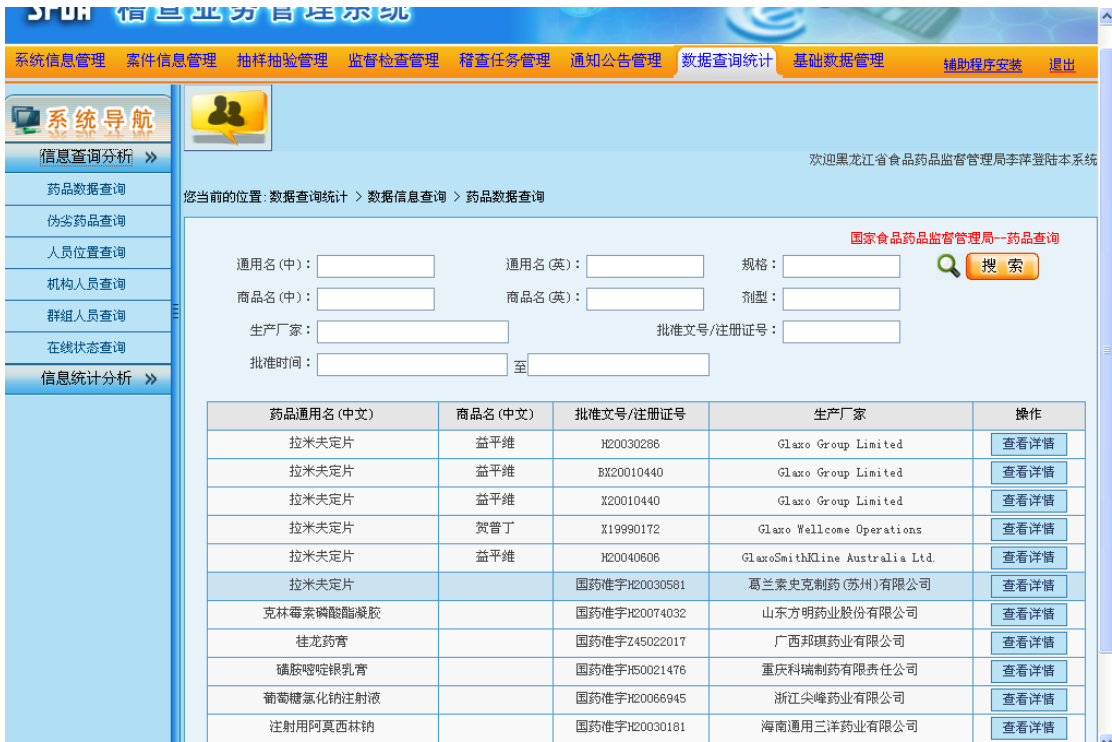 SFDA 稽查业务管理系统
系统信息管理 案件信息管理 抽样抽验管理 监督检查管理 稽查任务管理 通知公告管理 数据查询统计 基础数据管理 辅助程序安装 退出
系统导航
信息查询分析 »
药品数据查询
伪劣药品查询
人员位置查询
机构人员查询
群组人员查询
在线状态查询
信息统计分析 »
欢迎黑龙江省食品药品监督管理局李萍登陆本系统
您当前的位置:数据查询统计 > 数据信息查询 > 药品数据查询
国家食品药品监督管理局--药品查询
通用名(中): 通用名(英): 规格: 搜 索
商品名(中): 商品名(英): 剂型:
生产厂家: 批准文号/注册证号:
批准时间: 至
药品通用名(中文) 商品名(中文) 批准文号/注册证号 生产厂家 操作
拉米夫定片 益平维 H20030286 Glaxo Group Limited 查看详情
拉米夫定片 益平维 BX20010440 Glaxo Group Limited 查看详情
拉米夫定片 益平维 X20010440 Glaxo Group Limited 查看详情
拉米夫定片 贺普丁 X19990172 Glaxo Wellcome Operations 查看详情
拉米夫定片 益平维 H20040606 GlaxoSmithKline Australia Ltd. 查看详情
拉米夫定片 国药准字H20030581 葛兰素史克制药(苏州)有限公司 查看详情
克林霉素磷酸酯凝胶 国药准字H20074032 山东方明药业股份有限公司 查看详情
桂龙药膏 国药准字Z45022017 广西邦琪药业有限公司 查看详情
磺胺嘧啶银乳膏 国药准字H50021476 重庆科瑞制药有限责任公司 查看详情
葡萄糖氯化钠注射液 国药准字H20066945 浙江尖峰药业有限公司 查看详情
注射用阿莫西林钠 国药准字H20030181 海南通用三洋药业有限公司 查看详情